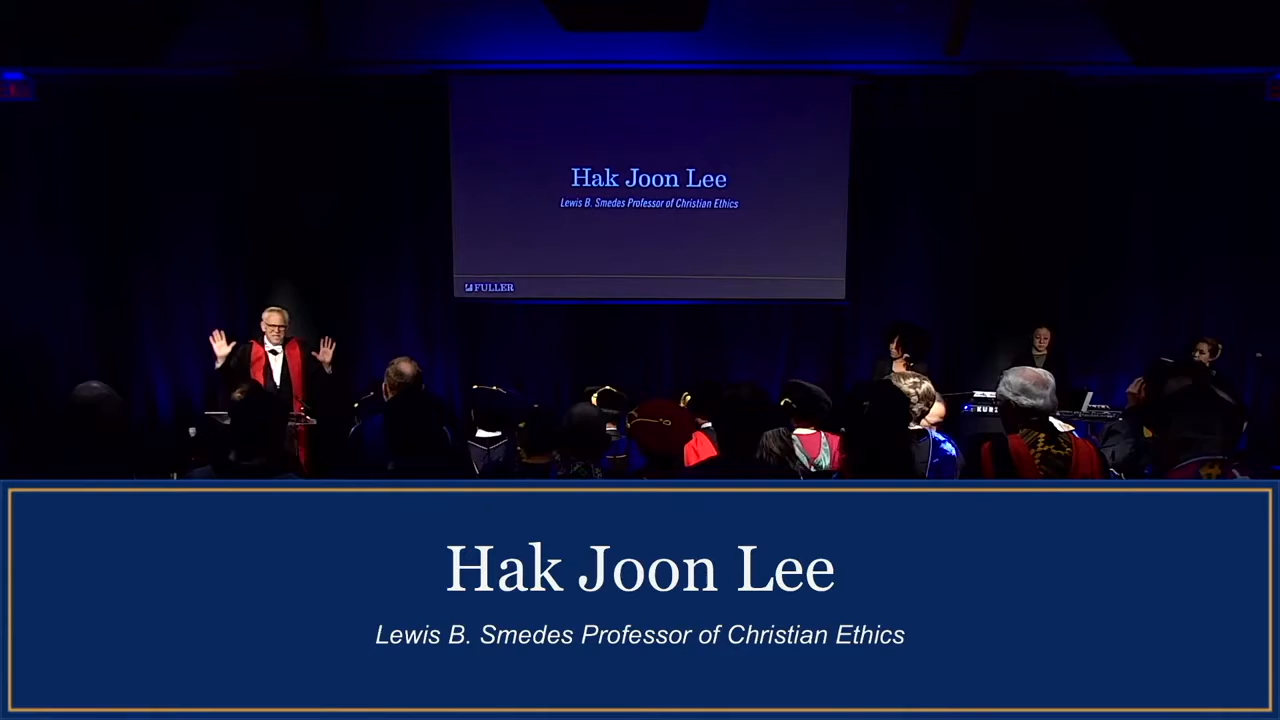 Hak Joon Lee
Lewis B. Smedes Professor of Christian Ethics
FULLER
KURZ
Hak Joon Lee
Lewis B. Smedes Professor of Christian Ethics